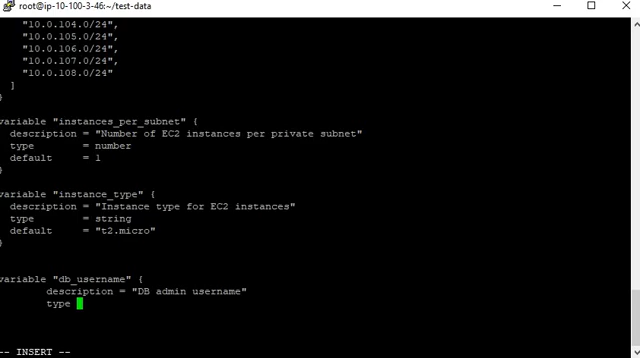 root@ip-10-100-3-46:~/test-data
"10.0.104.0/24",
"10.0.105.0/24",
"10.0.106.0/24",
"10.0.107.0/24",
"10.0.108.0/24"
]
}
variable "instances_per_subnet" {
description = "Number of EC2 instances per private subnet"
type = number
default = 1
}
variable "instance_type" {
description = "Instance type for EC2 instances"
type = string
default = "t2.micro"
}
variable "db_username" {
description = "DB admin username"
type
-- INSERT --